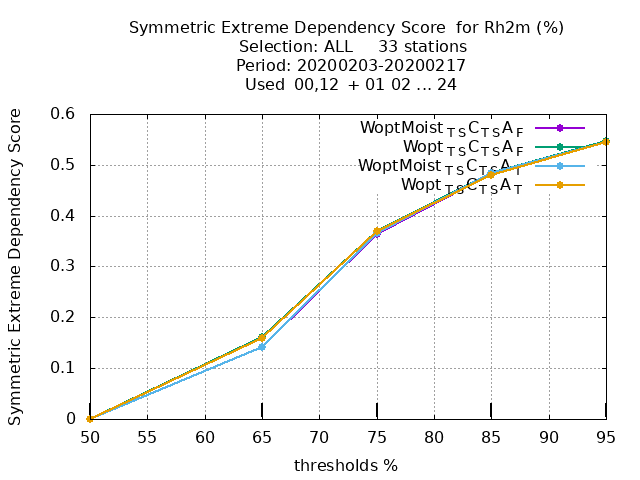 Symmetric Extreme Dependency Score  for Rh2m (%)
Selection: ALL     33 stations
Period: 20200203-20200217
Used  00,12  + 01 02 ... 24
Symmetric Extreme Dependency Score
0.6
0.5
0.4
0.3
0.2
0.1
0
WoptMoist TS C TS A F
Wopt TS C TS A F
WoptMoist TS C TS A T
Wopt TS C TS A T
50 55 60 65 70 75 80 85 90 95
thresholds %